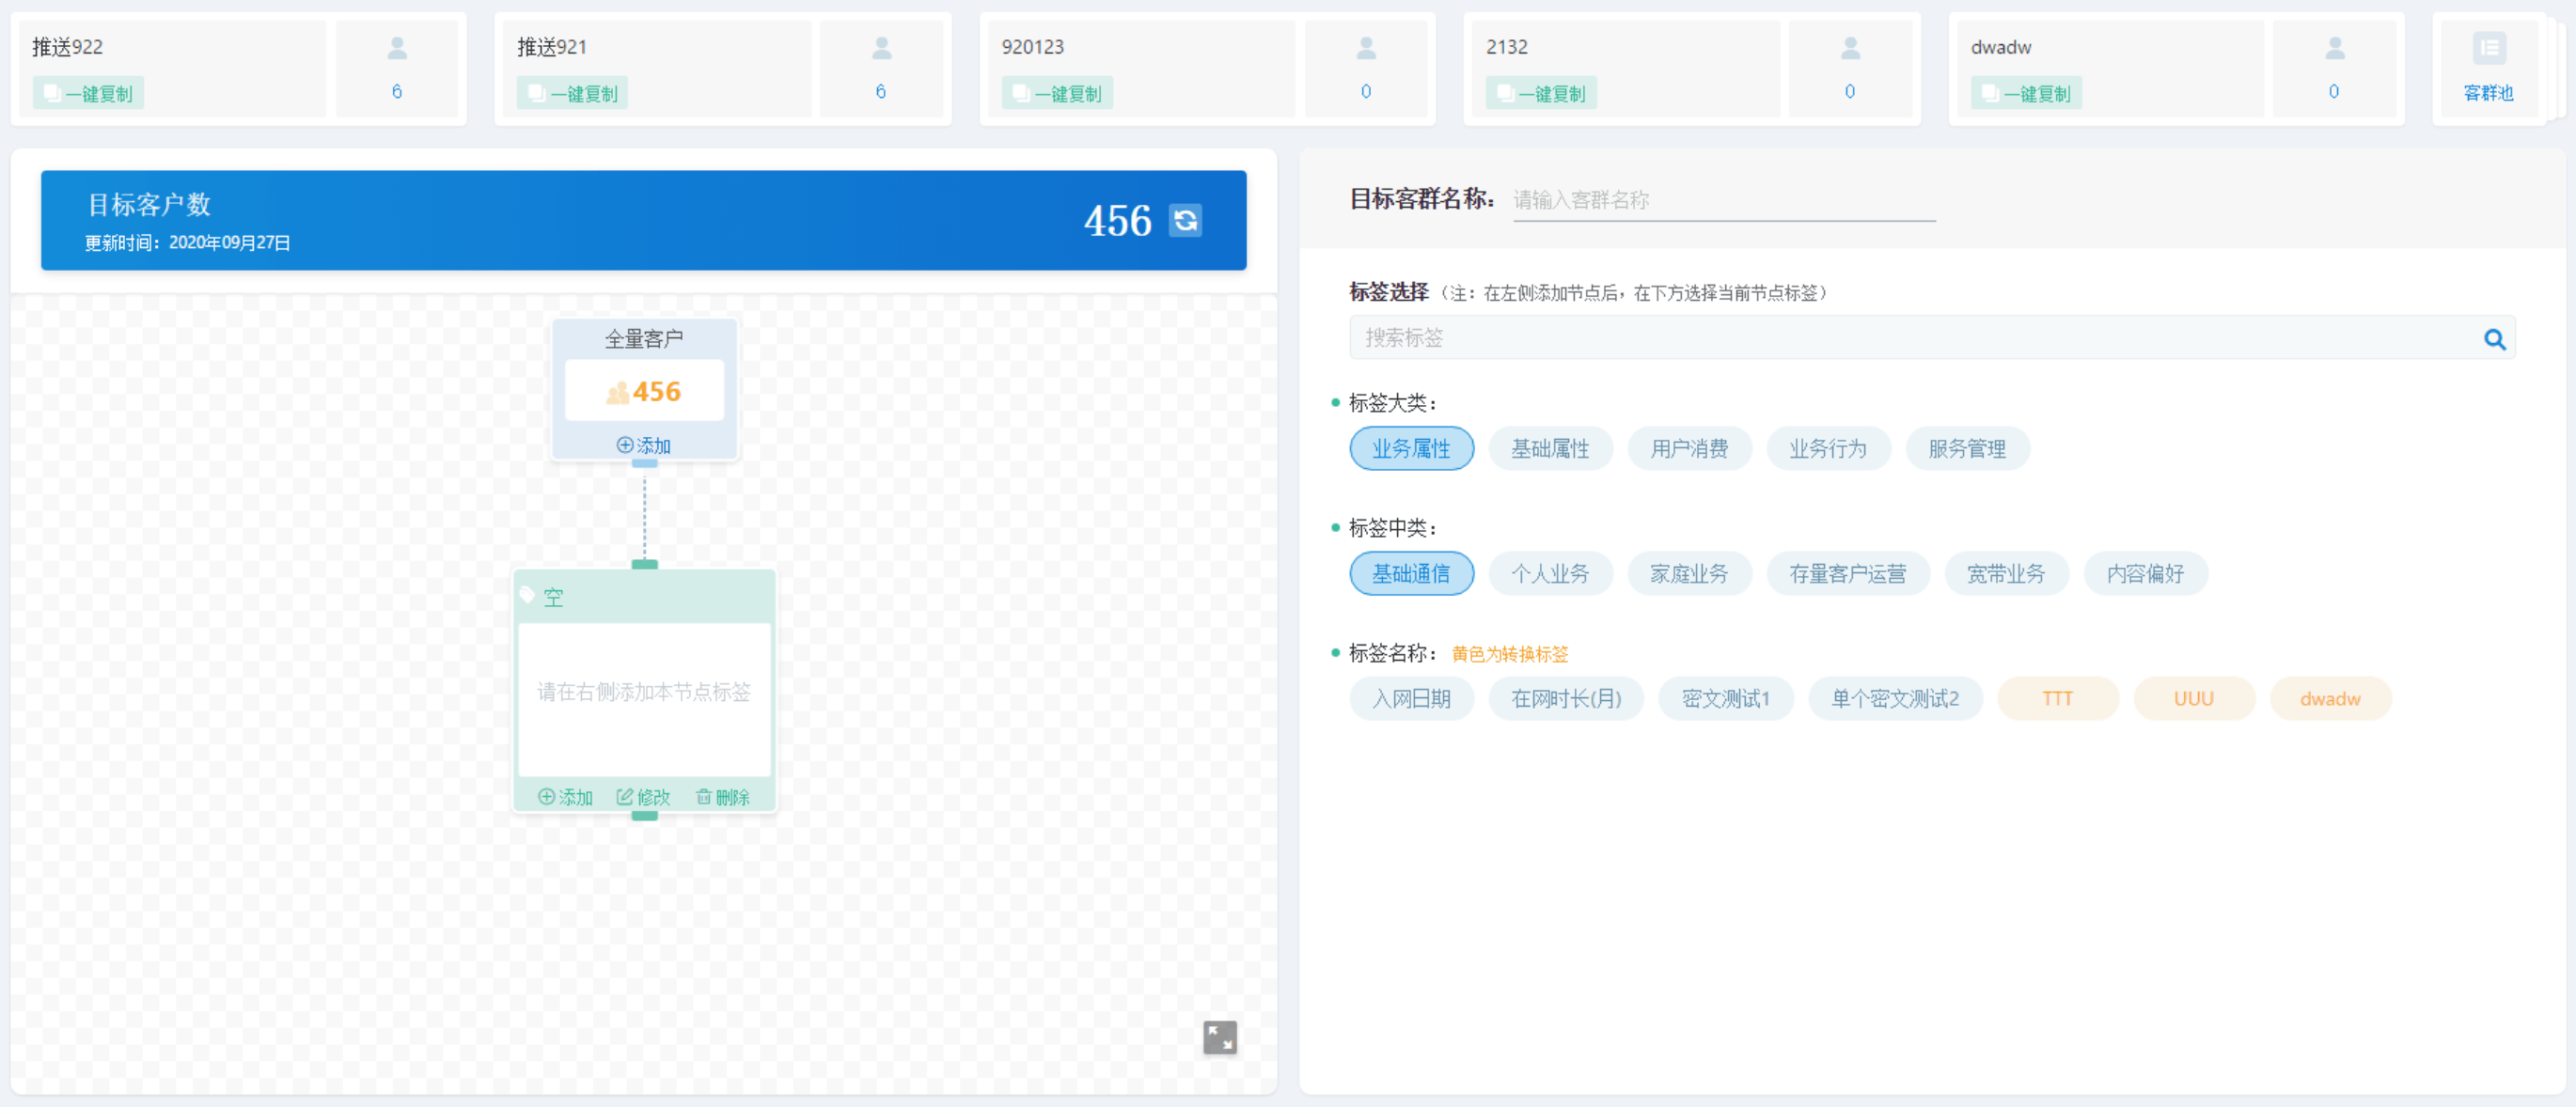 推送922
一键复制
6
推送921
一键复制
6
920123
一键复制
0
2132
一键复制
0
dwadw
一键复制
0
客群池
目标客户数
更新时间：2020年09月27日
456
全量客户
456
添加
空
请在右侧添加本节点标签
添加 修改 删除
目标客群名称： 请输入客群名称
标签选择（注：在左侧添加节点后，在下方选择当前节点标签）
搜索标签
标签大类：
业务属性 基础属性 用户消费 业务行为 服务管理
标签中类：
基础通信 个人业务 家庭业务 存量客户运营 宽带业务 内容偏好
标签名称： 黄色为转换标签
入网日期 在网时长(月) 密文测试1 单个密文测试2 TTT UUU dwadw